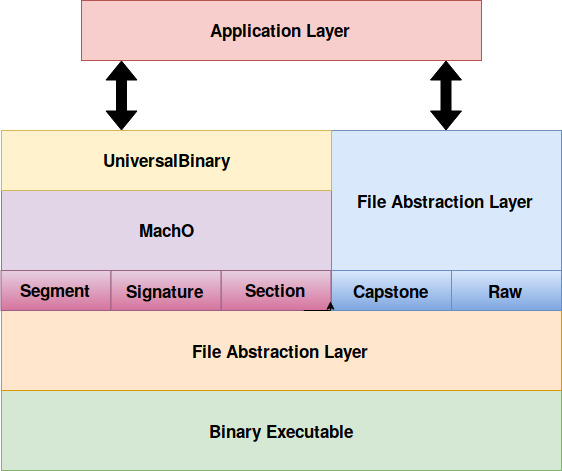 Application Layer
UniversalBinary
File Abstraction Layer
MachO
Segment
Signature
Section
Capstone
Raw
File Abstraction Layer
Binary Executable